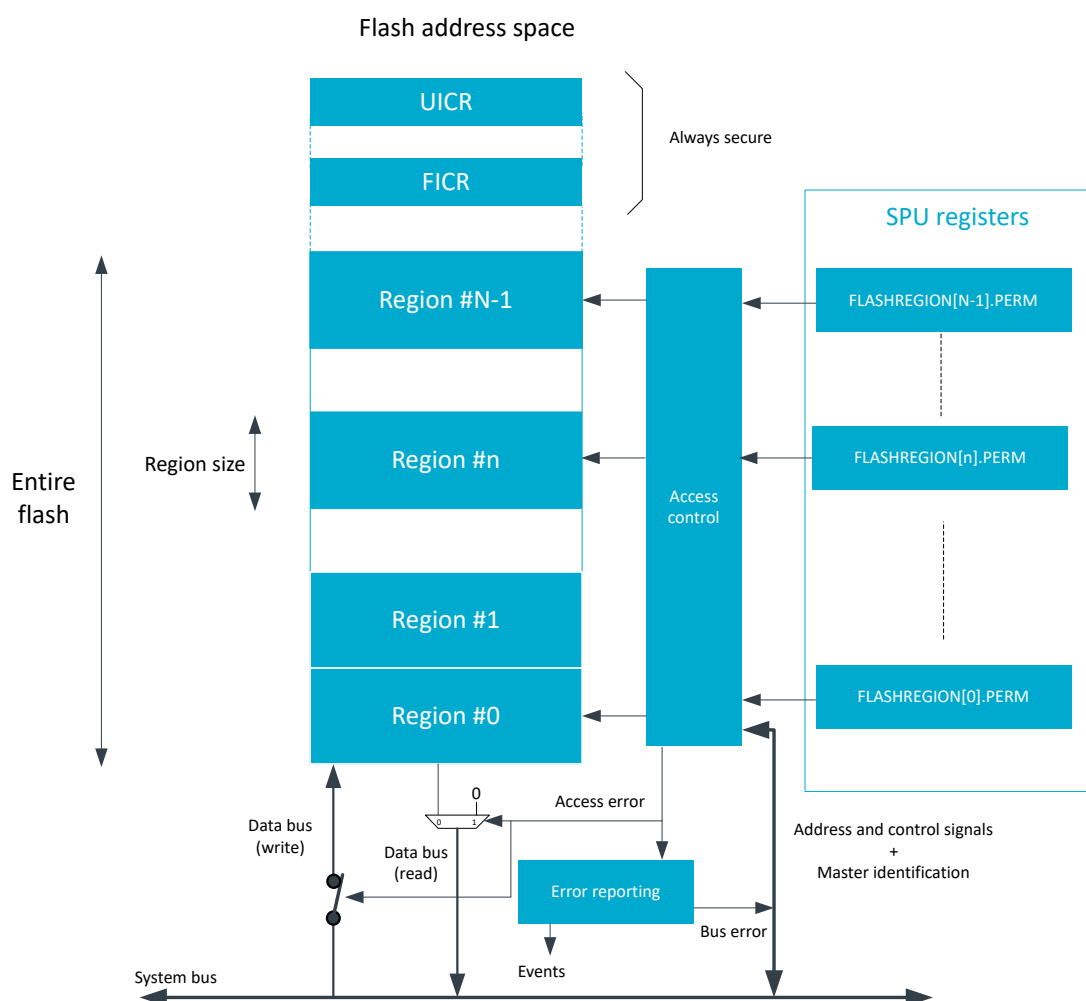 Flash address space
UICR
Always secure
FICR
SPU registers
Region #N-1
FLASHREGION[N-1].PERM
Region size
Region #n
FLASHREGION[n].PERM
Entire
flash
Access
control
Region #1
Region #0
FLASHREGION[0].PERM
0
Access error
0 1
Data bus
(write)
Data bus
(read)
Address and control signals
+
Master identification
Error reporting
Bus error
Events
System bus